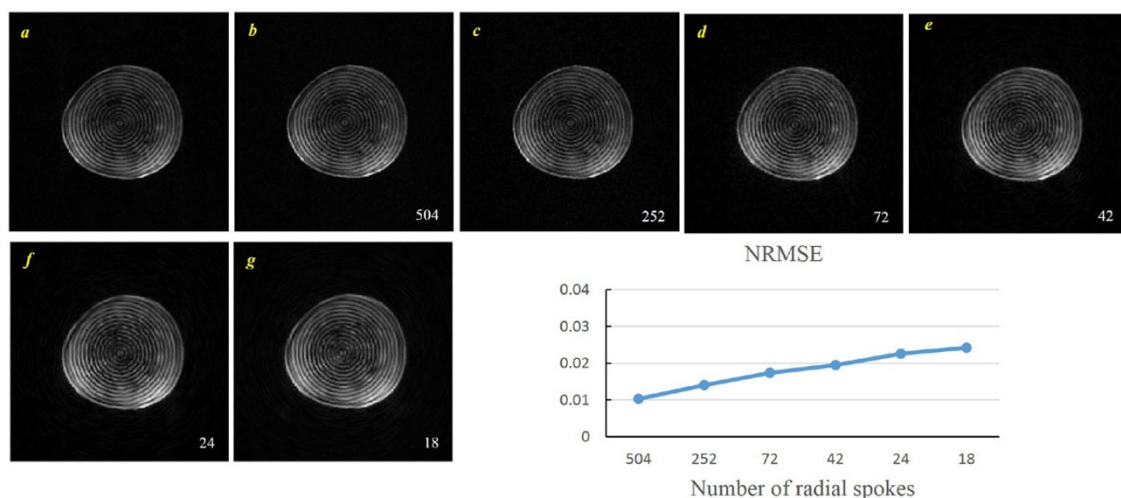 a
b
504
c
252
d
72
e
42
f
24
g
18
NRMSE
0.04
0.03
0.02
0.01
0
504 252 72 42 24 18
Number of radial spokes